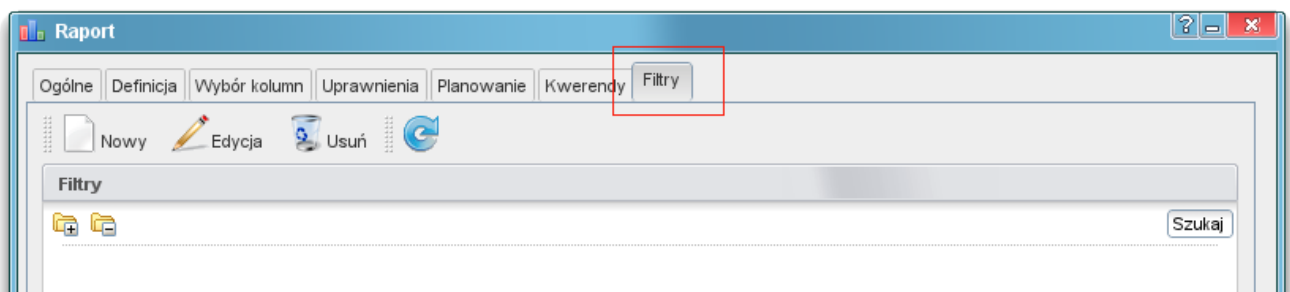 Raport
Ogólne Definicja Wybór kolumn Uprawnienia Planowanie Kwerendy Filtry
Nowy Edycja Usuń
Filtry
Szukaj